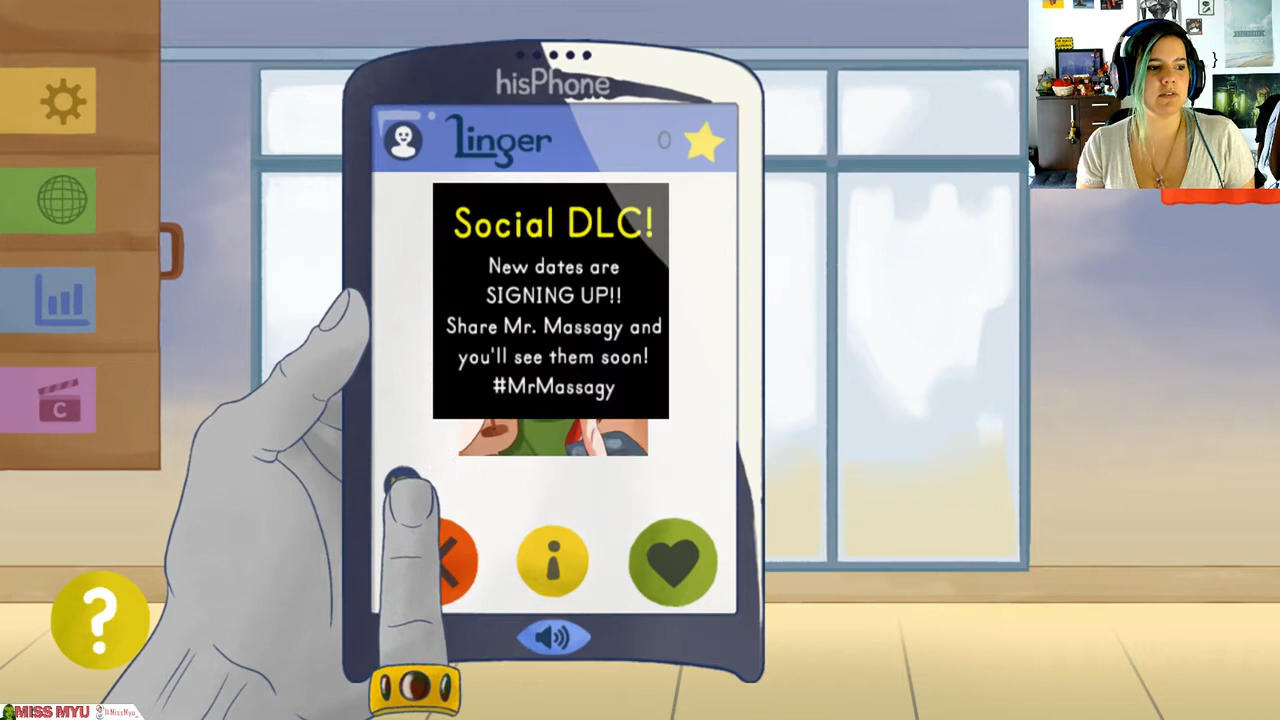 hisPhone
Linger
0
Social DLC!
New dates are
SIGNING UP!!
Share Mr. Massagy and
you'll see them soon!
#MrMassagy
C
?
MISS MYU